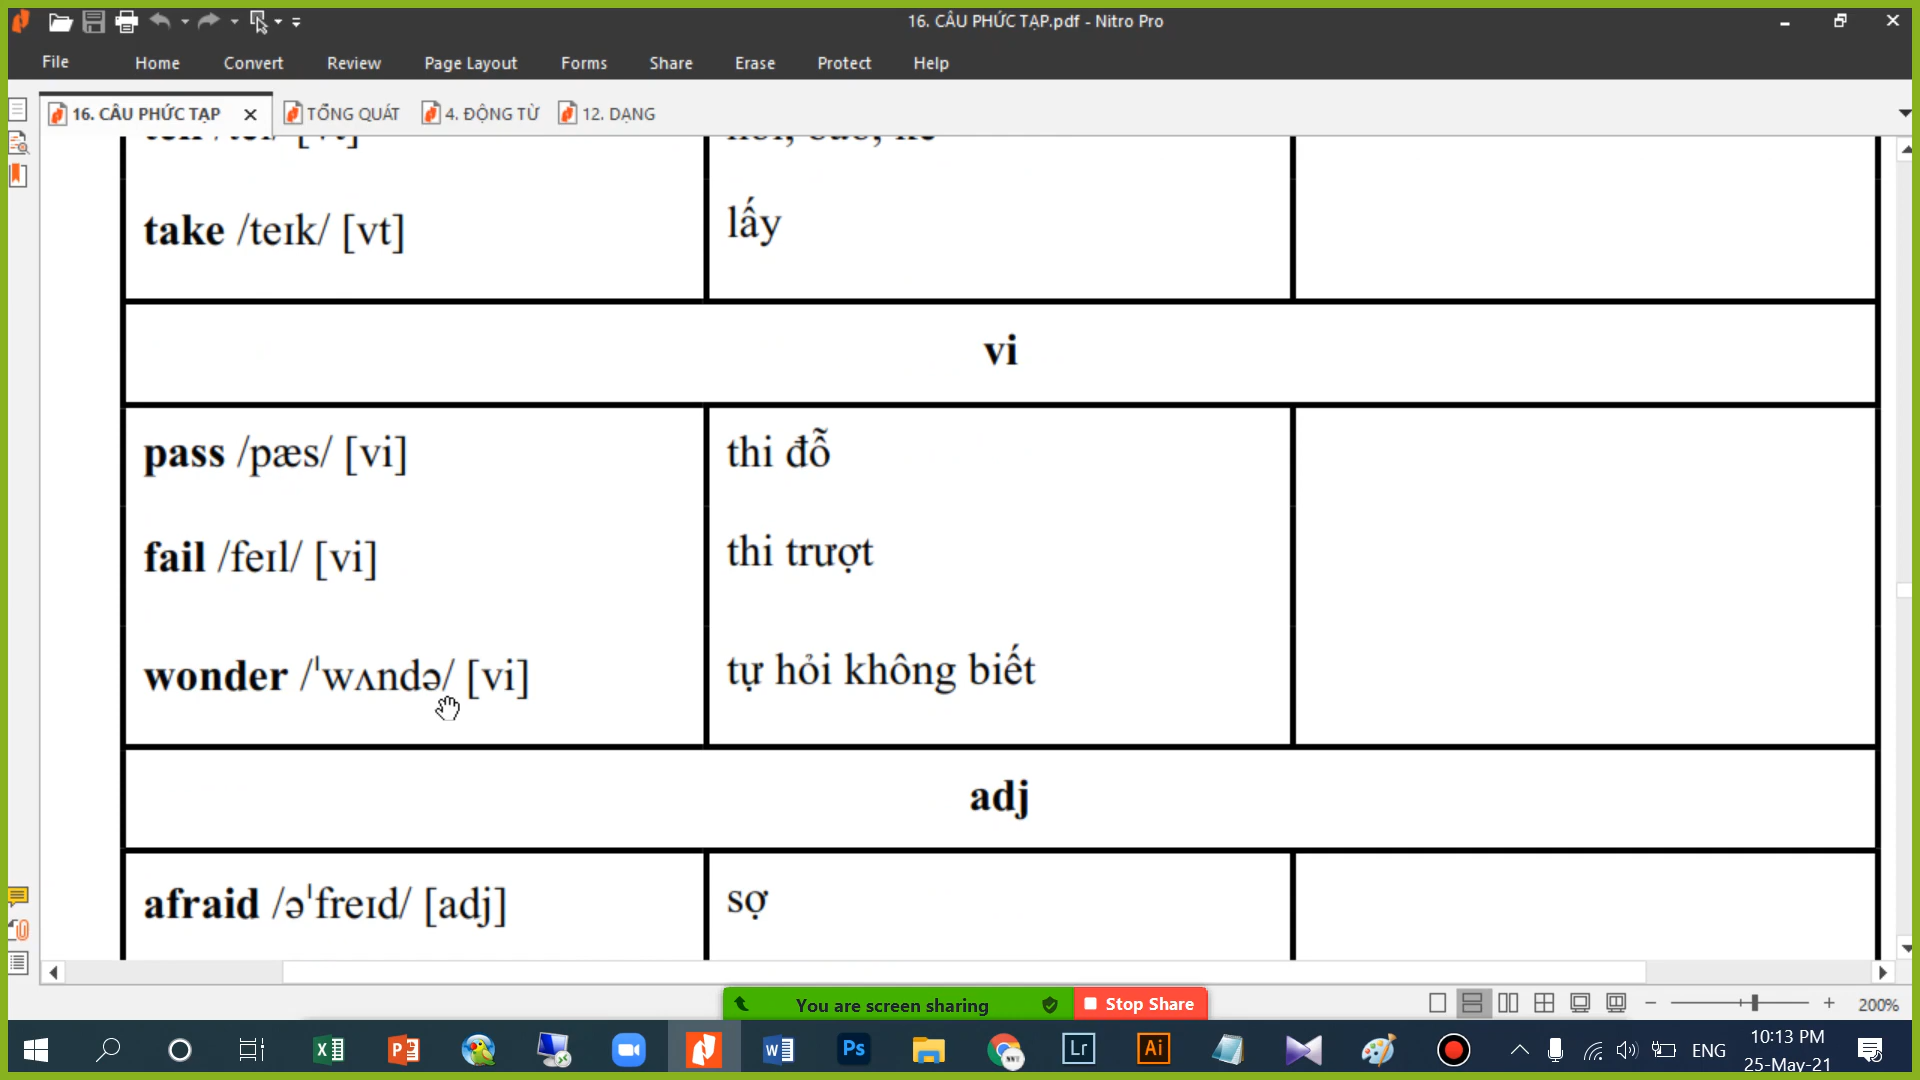 16. CÂU PHỨC TẠP.pdf - Nitro Pro
File Home Convert Review Page Layout Forms Share Erase Protect Help
16. CÂU PHỨC TẠP TỔNG QUÁT 4. ĐỘNG TỪ 12. DẠNG
take /teɪk/ [vt] lấy
vi
pass /pæs/ [vi] thi đỗ
fail /feɪl/ [vi] thi trượt
wonder /ˈwʌndə/ [vi] tự hỏi không biết
adj
afraid /əˈfreɪd/ [adj] sợ
You are screen sharing Stop Share
200%
Ps Lr Ai
ENG
10:13 PM
25-May-21